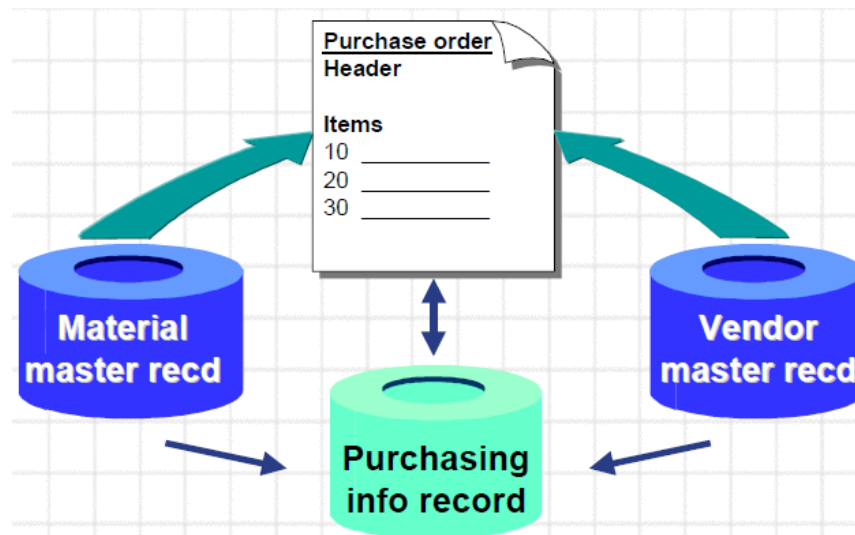 Purchase order
Header
Items
10
20
30
Material
master recd
Vendor
master recd
Purchasing
info record